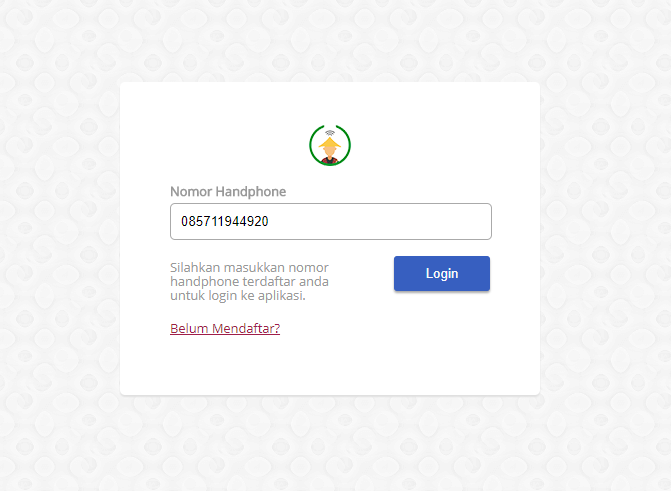 Nomor Handphone
085711944920
Silahkan masukkan nomor
handphone terdaftar anda
untuk login ke aplikasi.
Login
Belum Mendaftar?